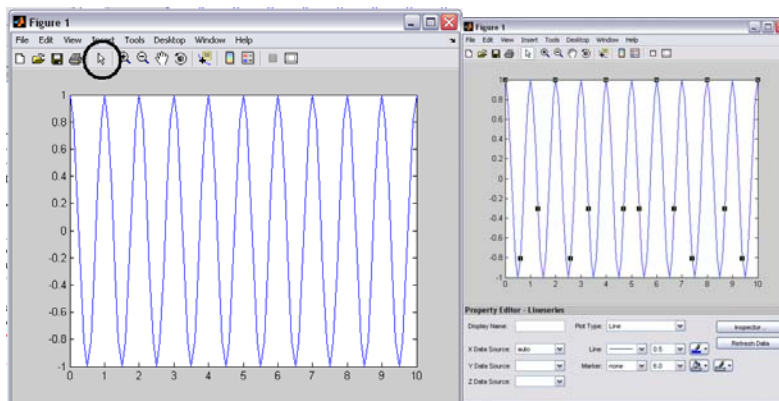 Figure 1
File Edit View Insert Tools Desktop Window Help
1
0.8
0.6
0.4
0.2
0
-0.2
-0.4
-0.6
-0.8
-1
0 1 2 3 4 5 6 7 8 9 10
Figure 1
File Edit View Insert Tools Desktop Window Help
1
0.8
0.6
0.4
0.2
0
-0.2
-0.4
-0.6
-0.8
-1
0 1 2 3 4 5 6 7 8 9 10
Property Editor - Lineseries
Display Name: Plot Type: Line Inspector...
X Data Source: auto Line: 0.5 Refresh Data
Y Data Source: Marker: none 6.0
Z Data Source: